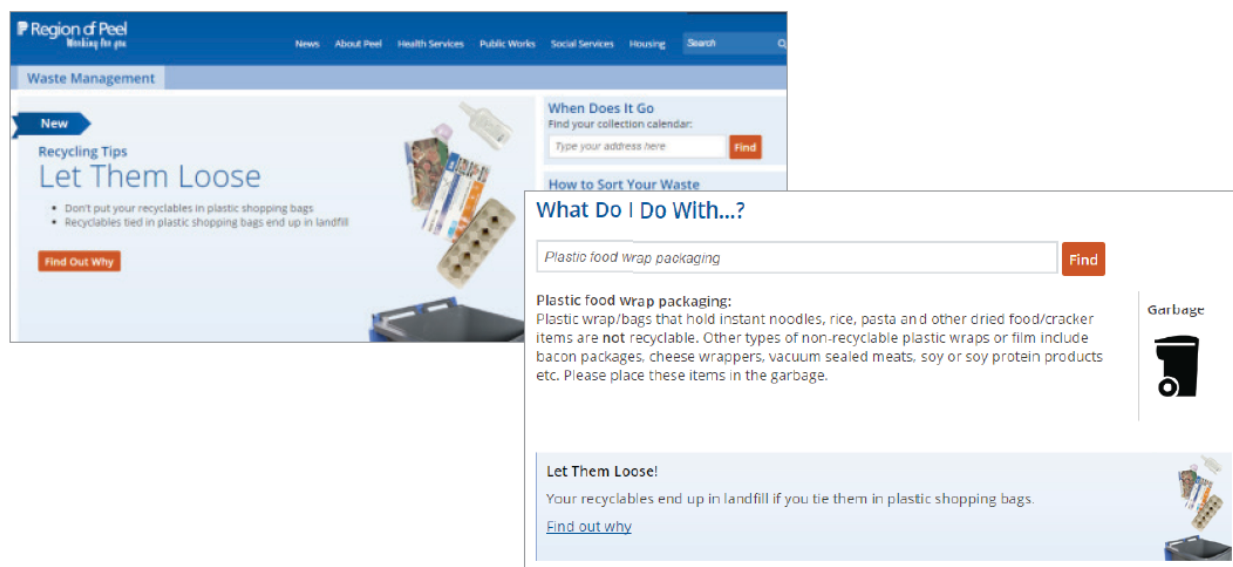 Region of Peel
Working for you
News About Peel Health Services Public Works Social Services Housing Search
Waste Management
New
Recycling Tips
Let Them Loose
• Don't put your recyclables in plastic shopping bags
• Recyclables tied in plastic shopping bags end up in landfill
Find Out Why
When Does It Go
Find your collection calendar:
Type your address here Find
How to Sort Your Waste
What Do I Do With...?
Plastic food wrap packaging Find
Plastic food wrap packaging:
Plastic wrap/bags that hold instant noodles, rice, pasta and other dried food/cracker
items are not recyclable. Other types of non-recyclable plastic wraps or film include
bacon packages, cheese wrappers, vacuum sealed meats, soy or soy protein products
etc. Please place these items in the garbage.
Garbage
Let Them Loose!
Your recyclables end up in landfill if you tie them in plastic shopping bags.
Find out why